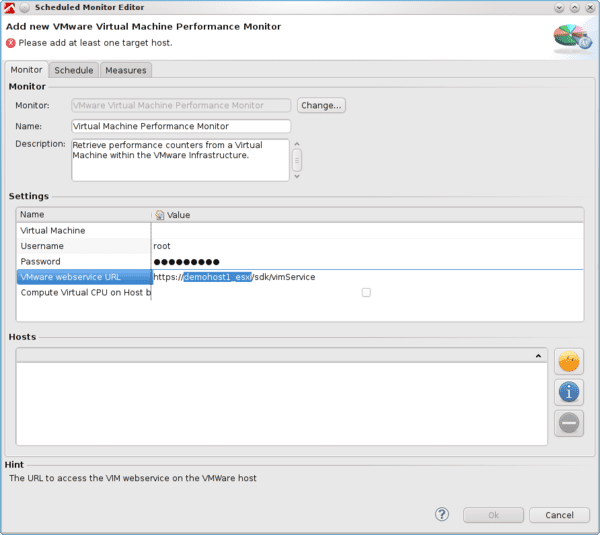 Scheduled Monitor Editor
Add new VMware Virtual Machine Performance Monitor
Please add at least one target host.
Monitor Schedule Measures
Monitor
Monitor: VMware Virtual Machine Performance Monitor Change...
Name: Virtual Machine Performance Monitor
Description: Retrieve performance counters from a Virtual
Machine within the VMware Infrastructure.
Settings
Name Value
Virtual Machine
Username root
Password ●●●●●●●●●
VMware webservice URL https://demohost1_esxi/sdk/vimService
Compute Virtual CPU on Host b
Hosts
Hint
The URL to access the VIM webservice on the VMWare host
Ok Cancel